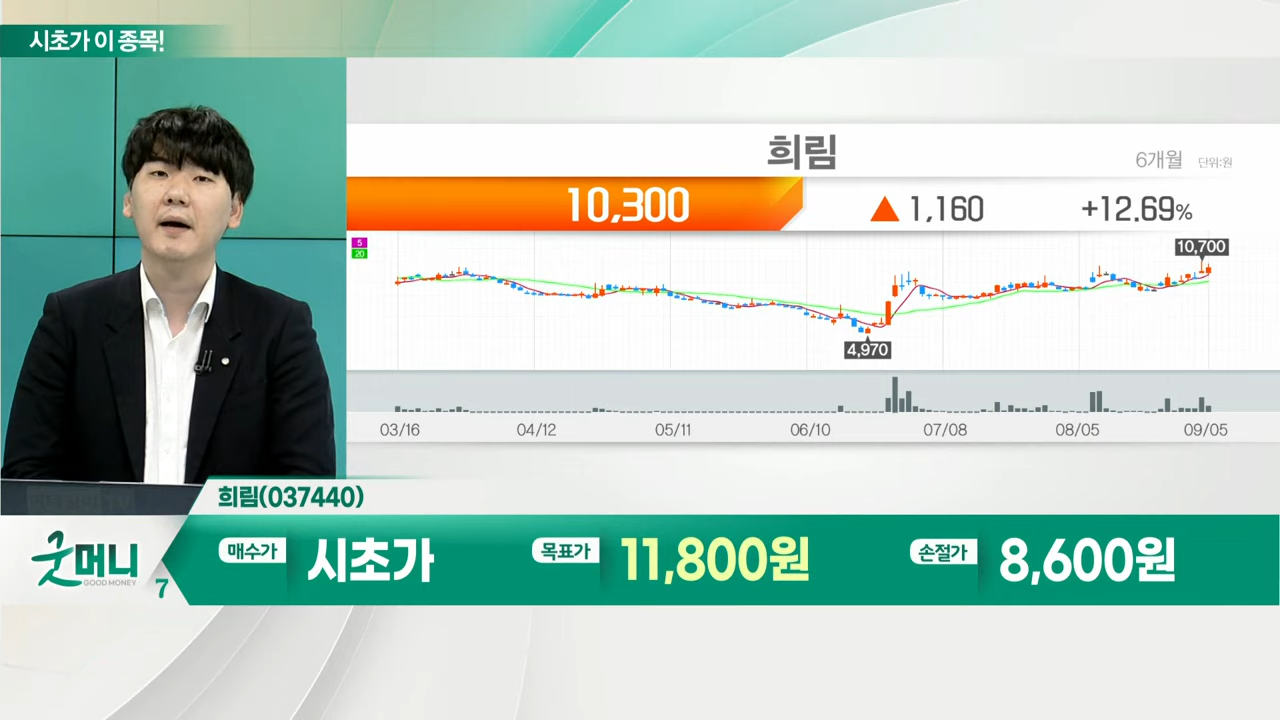 시초가 이 종목!
희림
6개월 단위:원
10,300 ▲ 1,160 +12.69%
5
20
10,700
4,970
03/16 04/12 05/11 06/10 07/08 08/05 09/05
희림(037440)
굿머니
GOOD MONEY
7
매수가 시초가 목표가 11,800원 손절가 8,600원